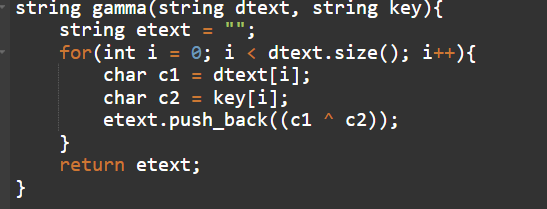 string gamma(string dtext, string key){
    string etext = "";
    for(int i = 0; i < dtext.size(); i++){
        char c1 = dtext[i];
        char c2 = key[i];
        etext.push_back((c1 ^ c2));
    }
    return etext;
}